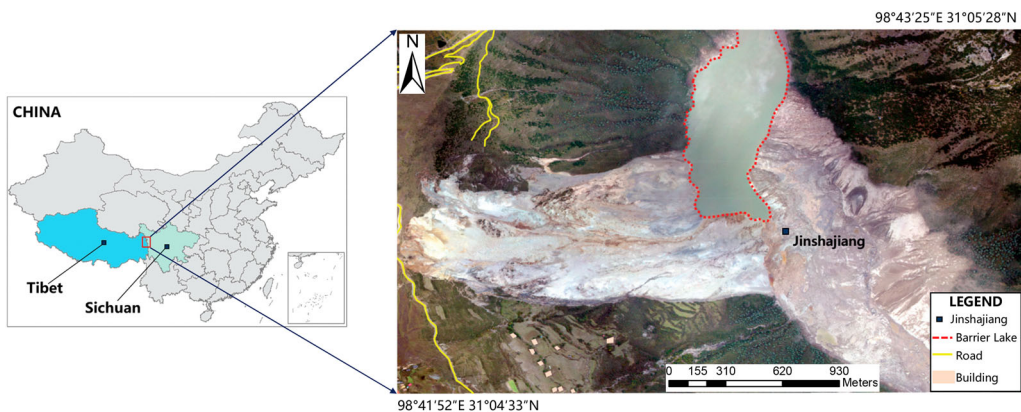 98°43′25″E 31°05′28″N
N
CHINA
Tibet
Sichuan
Jinshajiang
LEGEND
Jinshajiang
Barrier Lake
Road
Building
0 155 310 620 930
Meters
98°41′52″E 31°04′33″N